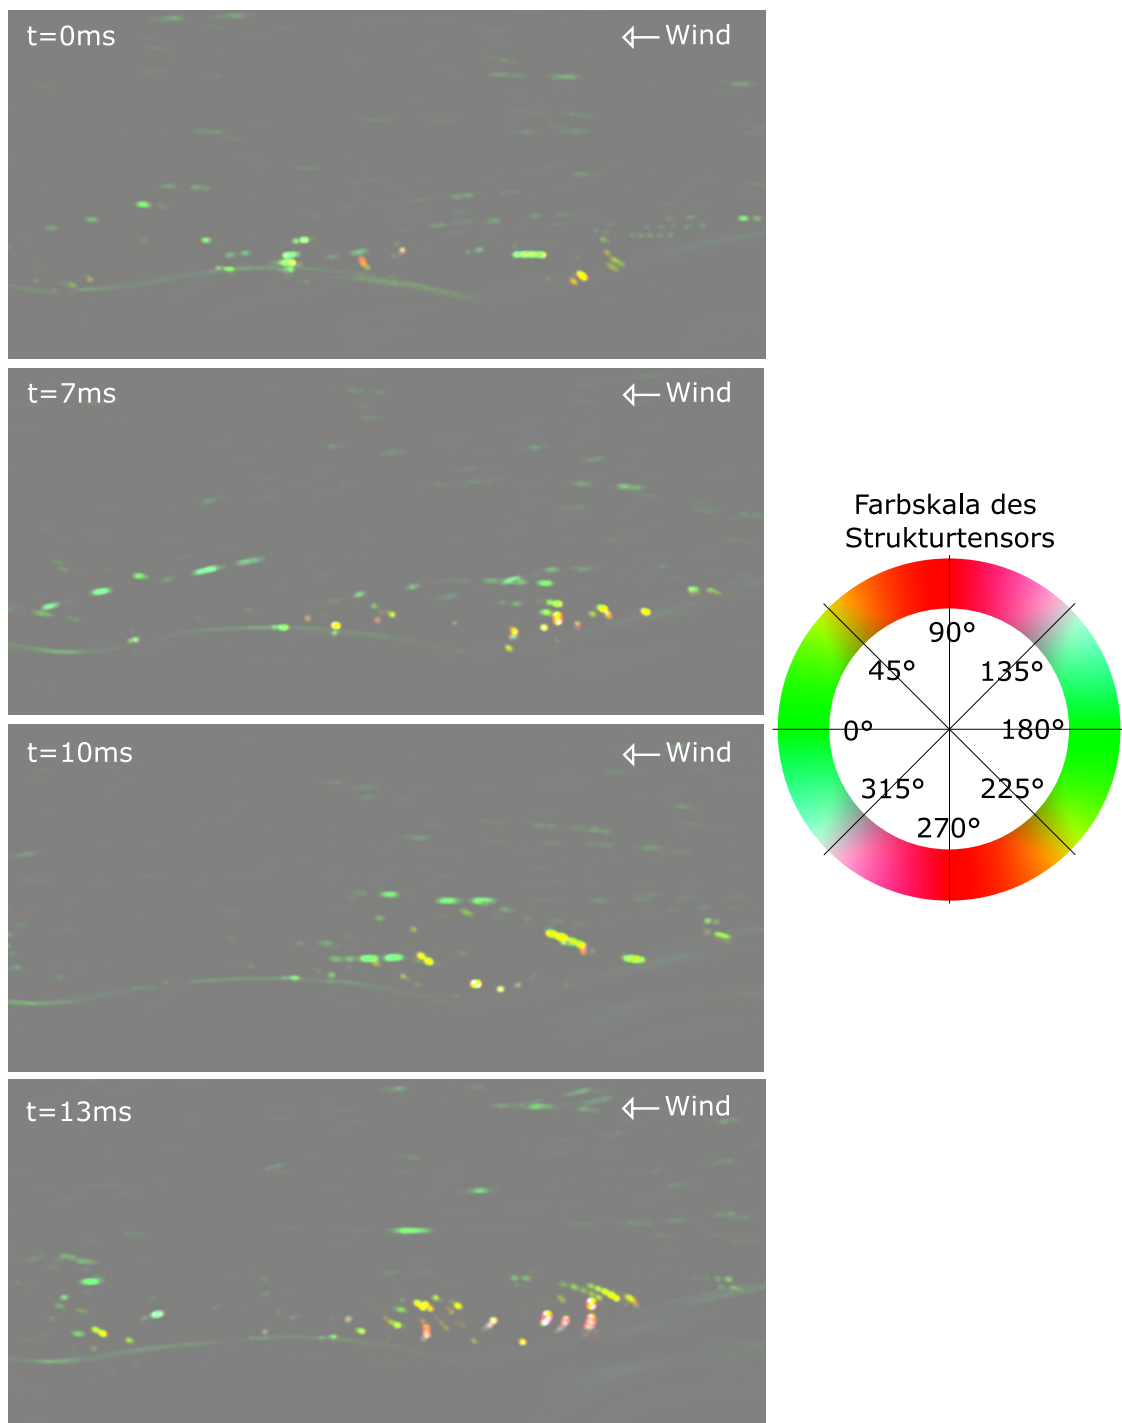 t=0ms
Wind
t=7ms
Wind
Farbskala des
Strukturtensors
90°
45°
135°
0°
180°
315°
225°
270°
t=10ms
Wind
t=13ms
Wind